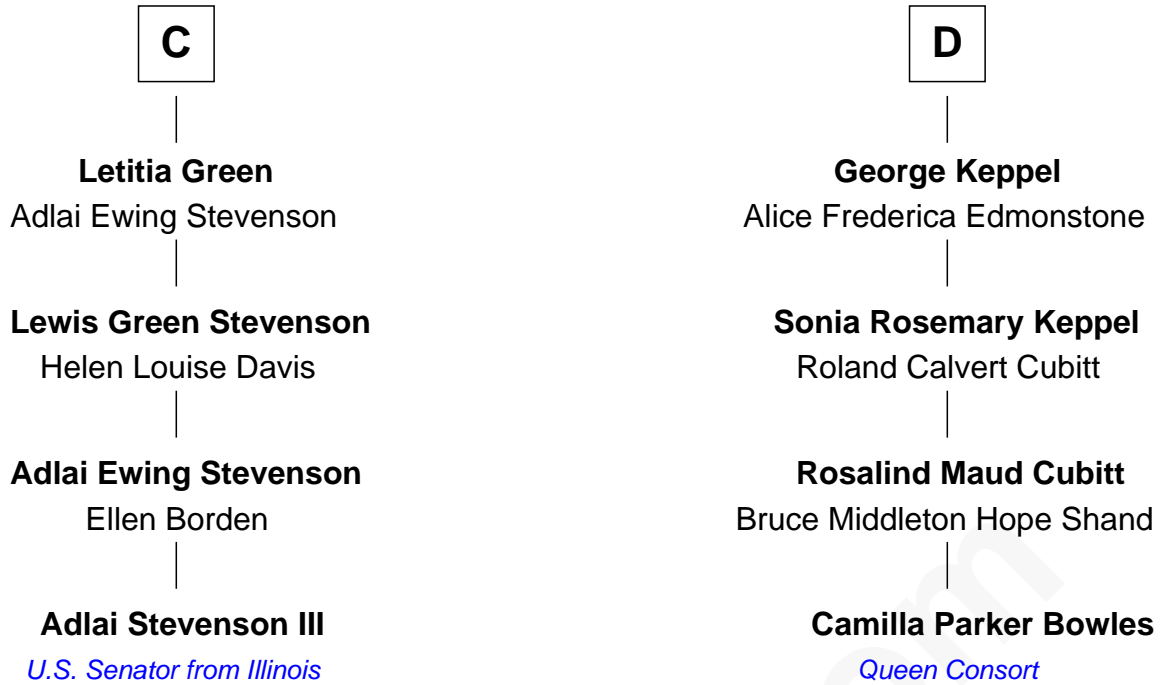 C
Letitia Green
Adlai Ewing Stevenson
Lewis Green Stevenson
Helen Louise Davis
Adlai Ewing Stevenson
Ellen Borden
Adlai Stevenson III
U.S. Senator from Illinois
D
George Keppel
Alice Frederica Edmonstone
Sonia Rosemary Keppel
Roland Calvert Cubitt
Rosalind Maud Cubitt
Bruce Middleton Hope Shand
Camilla Parker Bowles
Queen Consort